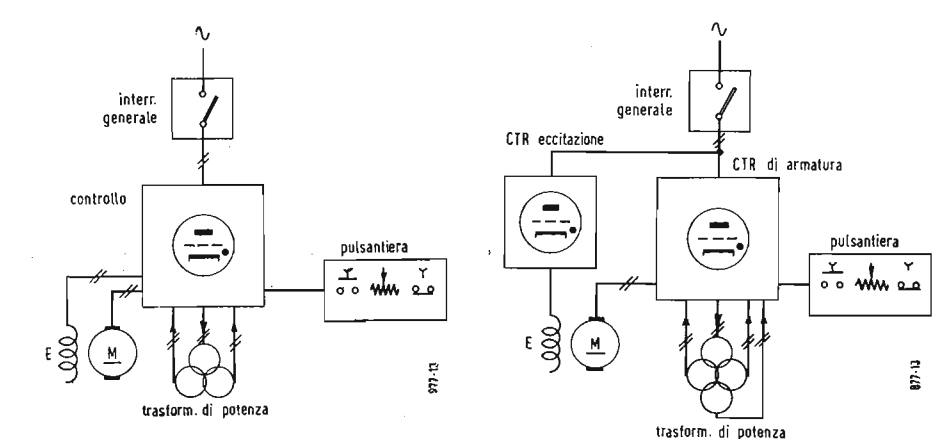 interr.
generale
controllo
pulsantiera
E
M
trasform. di potenza
977-13
interr.
generale
CTR eccitazione
CTR di armatura
pulsantiera
E
M
trasform. di potenza
877-13